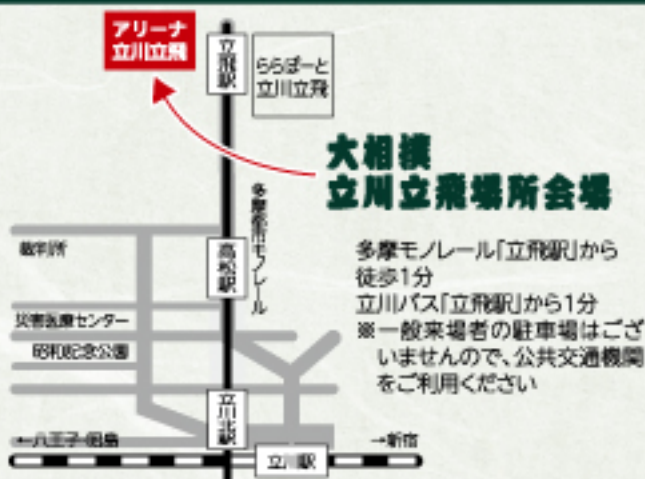 アリーナ
立川立飛
立飛駅
ららぽーと
立川立飛
大相撲
立川立飛場所会場
多摩都市モノレール
高松駅
裁判所
多摩モノレール「立飛駅」から
徒歩1分
立川バス「立飛駅」から1分
※一般来場者の駐車場はござ
いませんので、公共交通機関
をご利用ください
災害医療センター
昭和記念公園
立川北駅
←八王子・
→新宿
立川駅